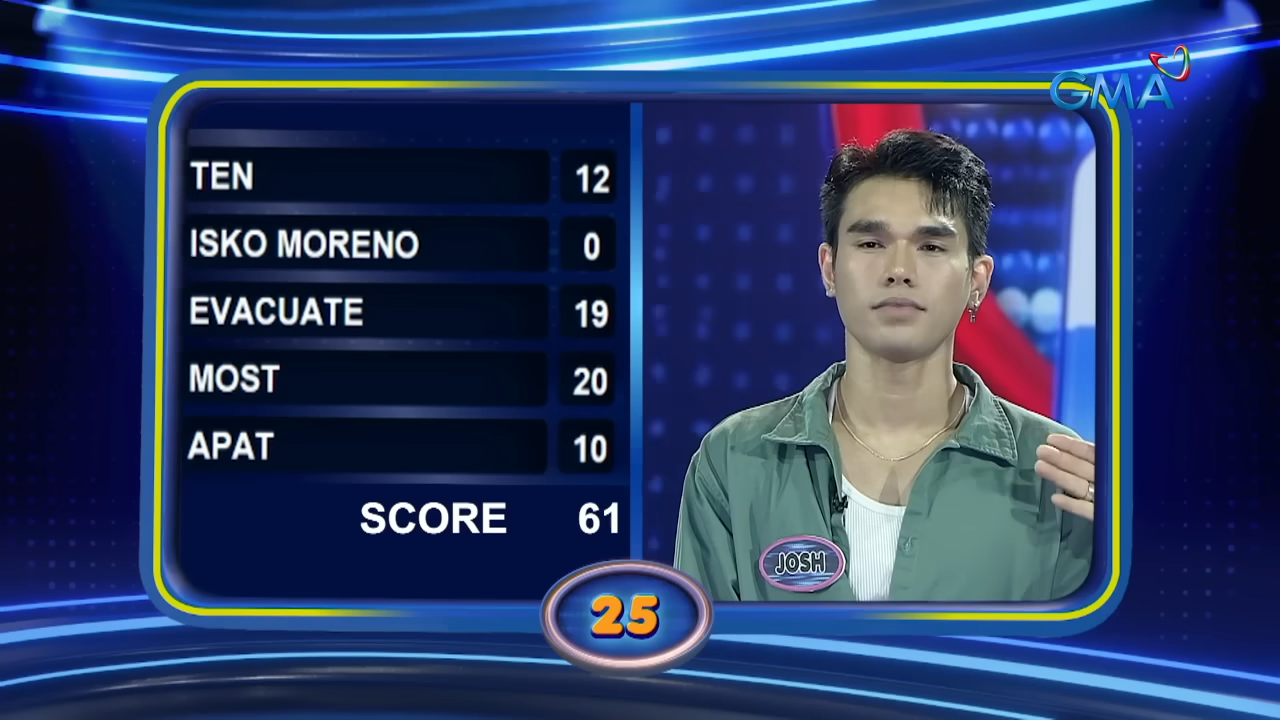 GMA
TEN 12
ISKO MORENO 0
EVACUATE 19
MOST 20
APAT 10
SCORE 61
JOSH
25